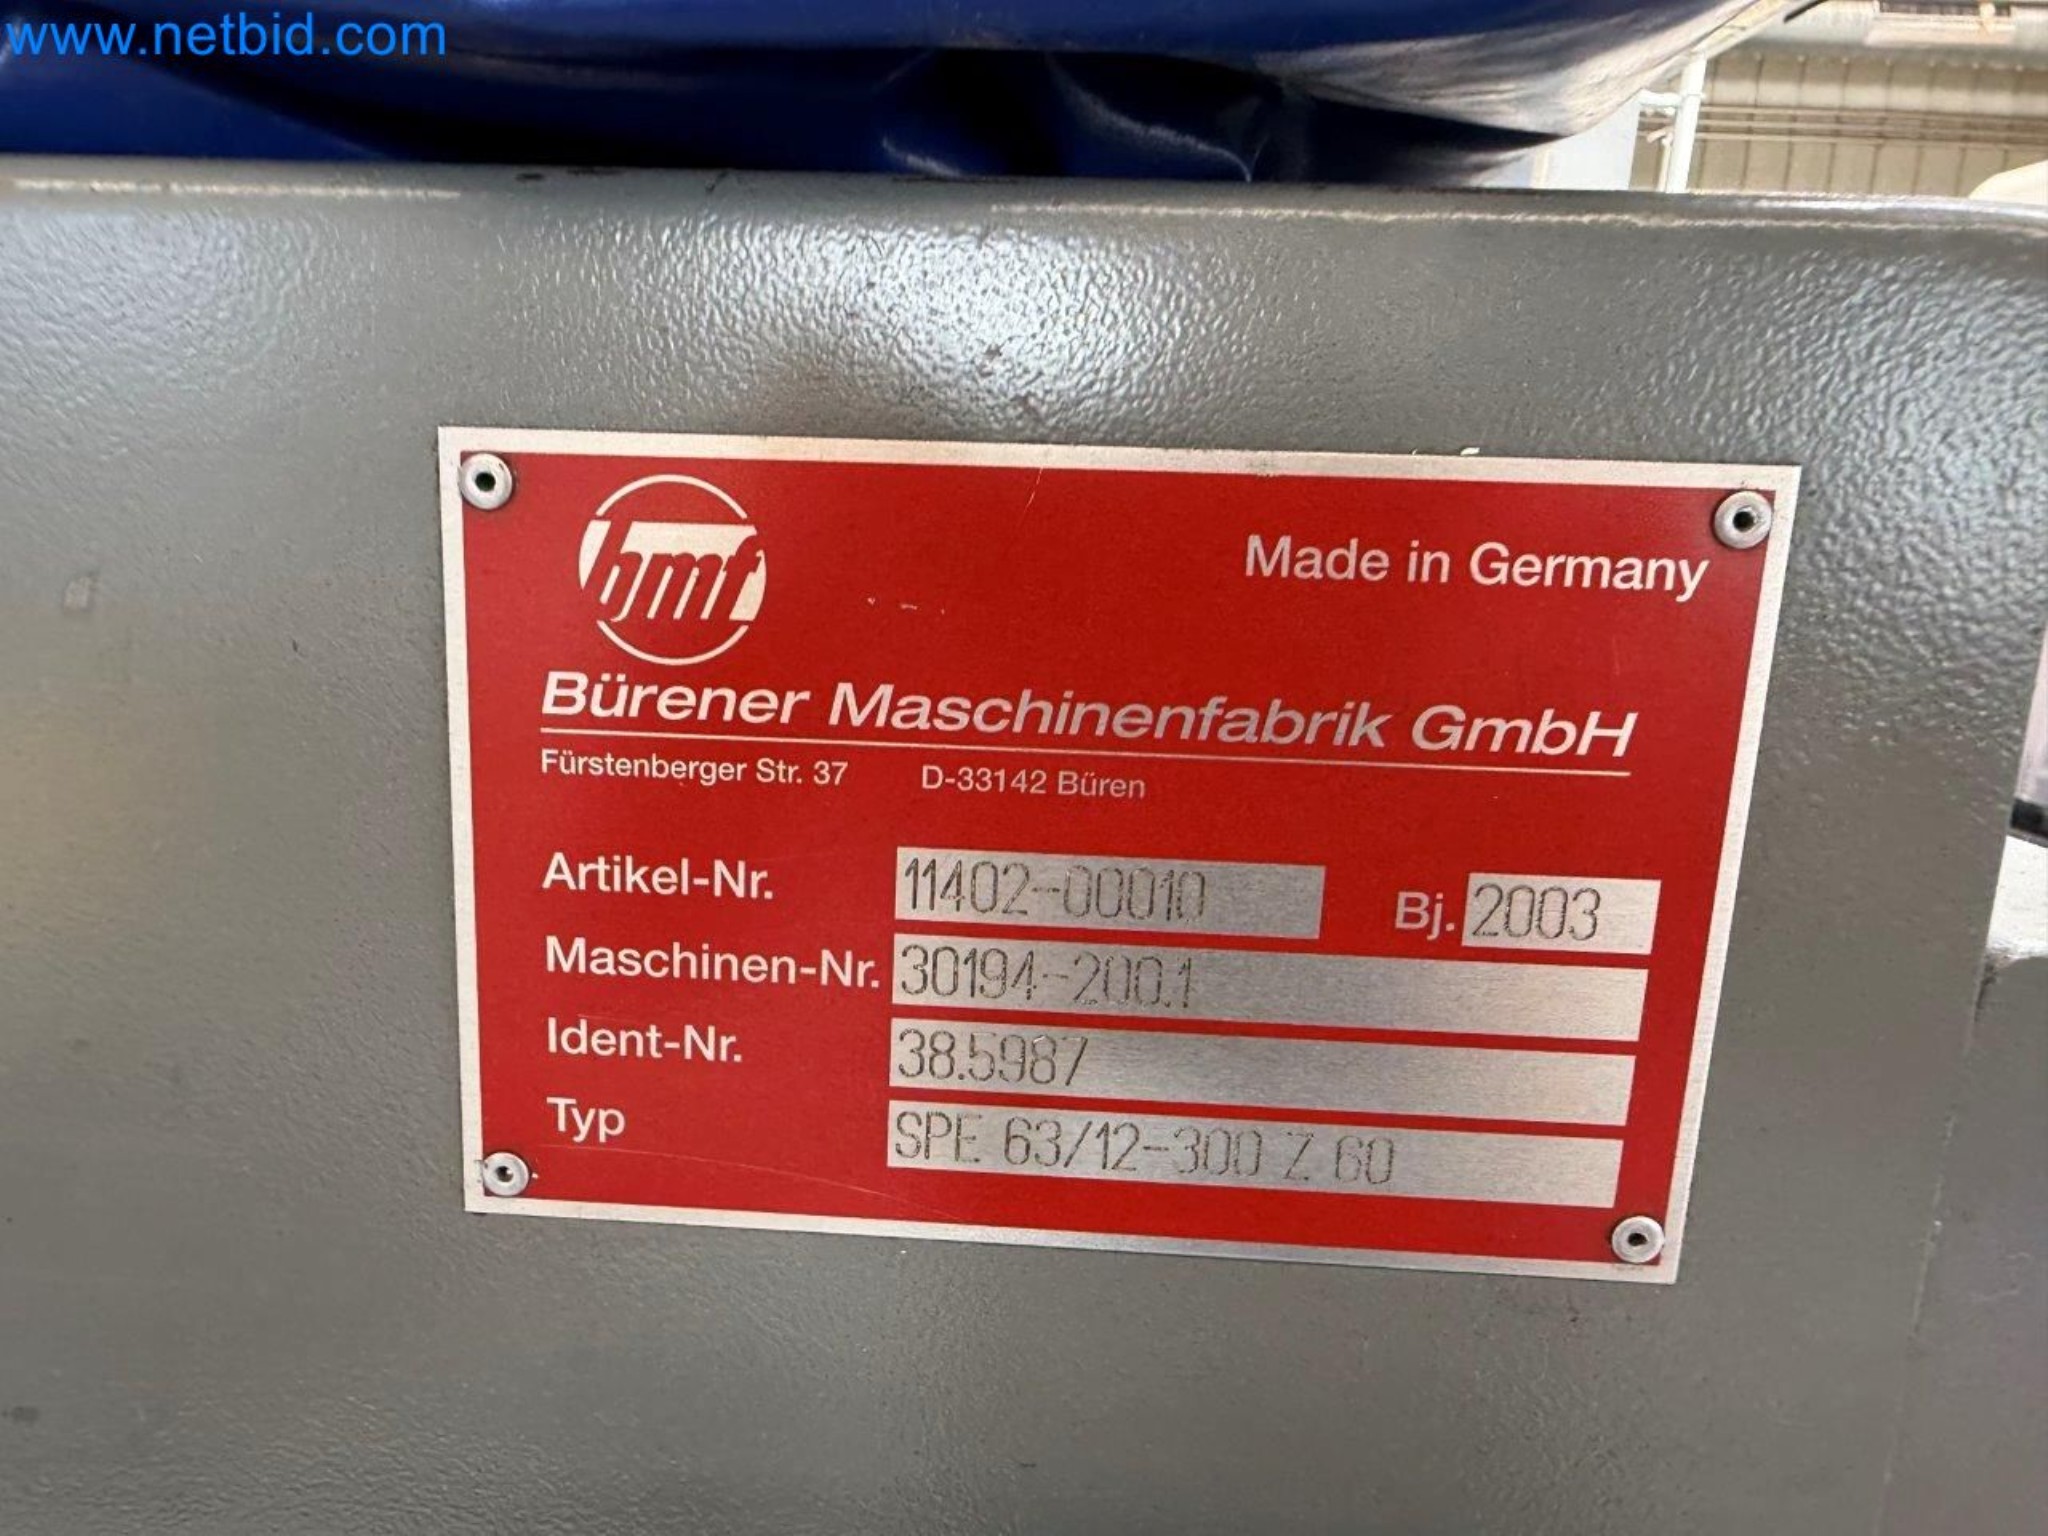 www.netbid.com
bmf
Made in Germany
Bürener Maschinenfabrik GmbH
Fürstenberger Str. 37 D-33142 Büren
Artikel-Nr. 11402-00010 Bj. 2003
Maschinen-Nr. 30194-200.1
Ident-Nr. 38.5987
Typ SPE 63/12-300 Z 60